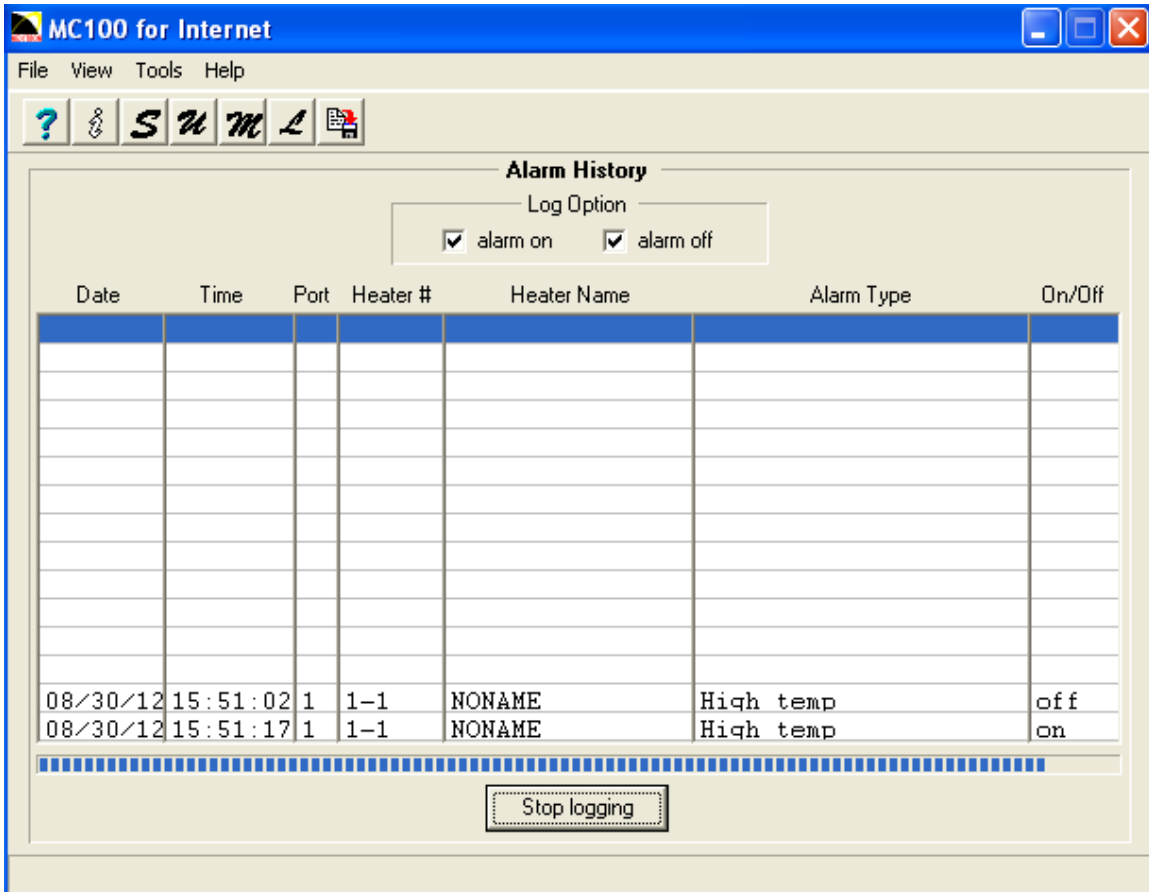 MC100 for Internet
File View Tools Help
? i S U M L
Alarm History
Log Option
alarm on alarm off
Date Time Port Heater # Heater Name Alarm Type On/Off
08/30/12 15:51:02 1 1-1 NONAME High temp off
08/30/12 15:51:17 1 1-1 NONAME High temp on
Stop logging